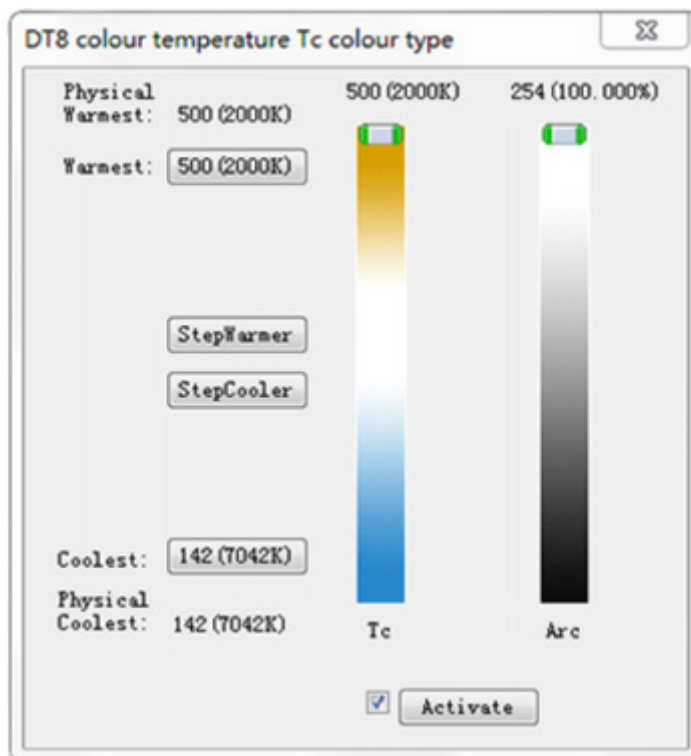 DT8 colour temperature Tc colour type
Physical
Warmest: 500 (2000K)
500 (2000K)
254 (100.000%)
Warmest: 500 (2000K)
StepWarmer
StepCooler
Coolest: 142 (7042K)
Physical
Coolest: 142 (7042K)
Tc
Arc
Activate